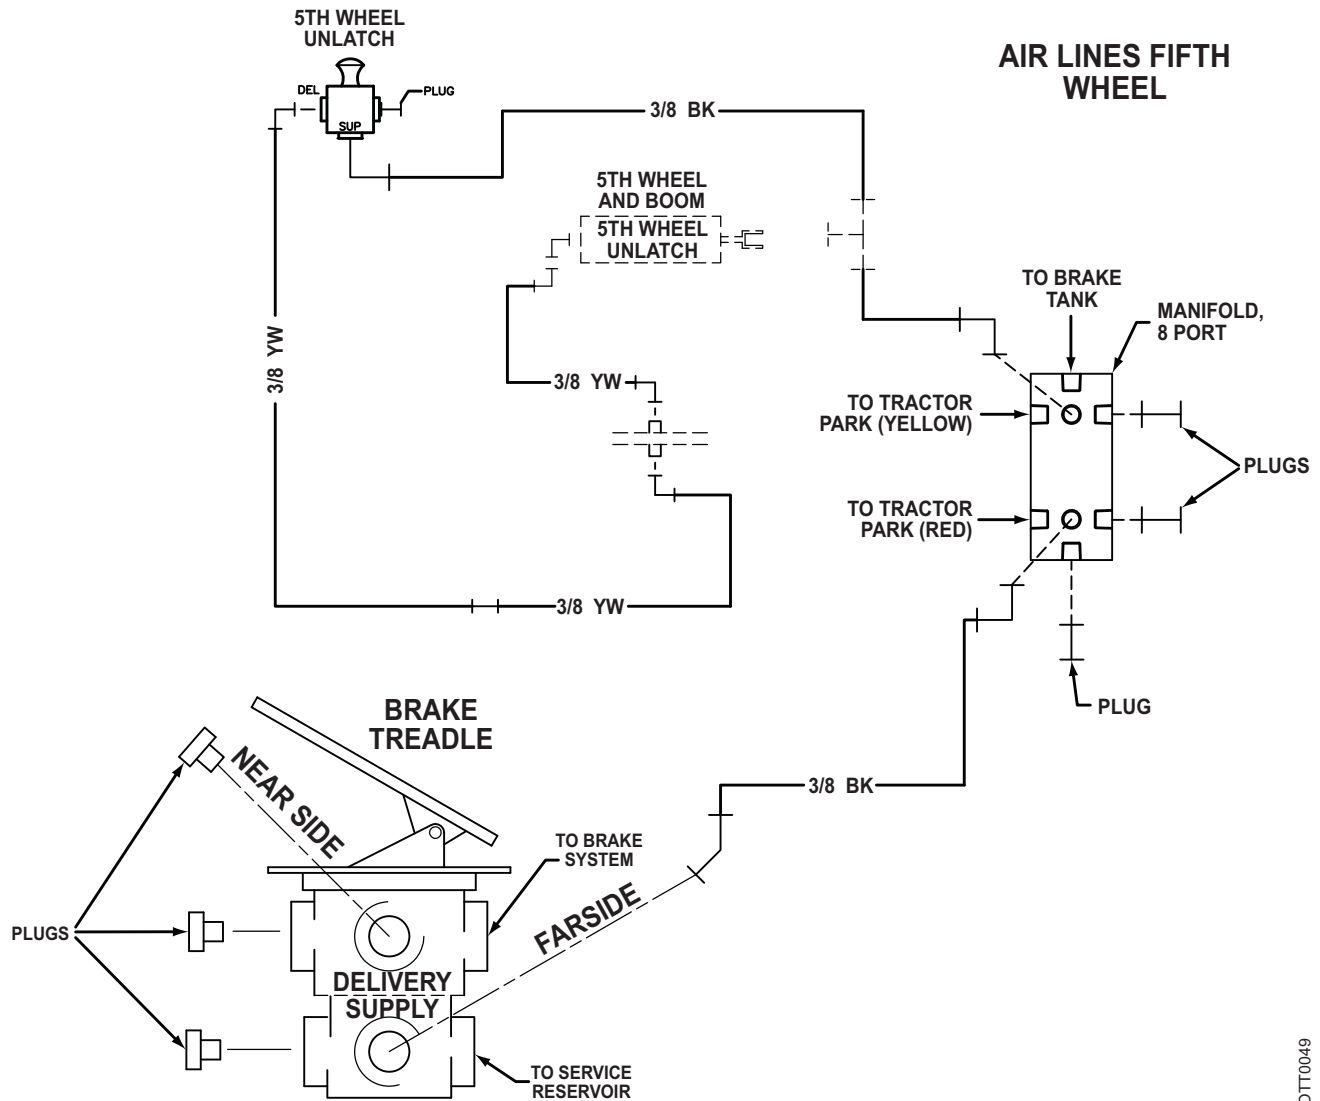 5TH WHEEL
UNLATCH
AIR LINES FIFTH
WHEEL
DEL
PLUG
SUP
3/8 BK
5TH WHEEL
AND BOOM
5TH WHEEL
UNLATCH
TO BRAKE
TANK
MANIFOLD,
8 PORT
3/8 YW
3/8 YW
TO TRACTOR
PARK (YELLOW)
PLUGS
TO TRACTOR
PARK (RED)
3/8 YW
PLUG
BRAKE
TREADLE
NEAR SIDE
3/8 BK
TO BRAKE
SYSTEM
FARSIDE
PLUGS
DELIVERY
SUPPLY
TO SERVICE
RESERVOIR
OTT0049